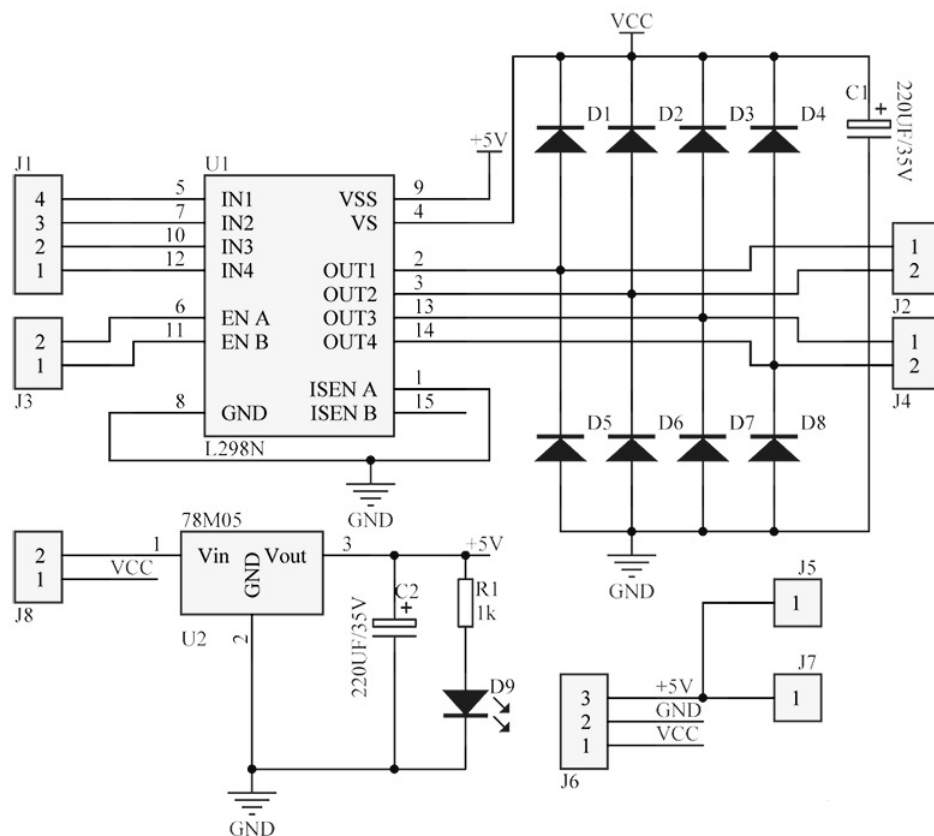 VCC
C1
220UF/35V
D1
D2
D3
D4
+5V
J1
U1
4
5
IN1
VSS
9
3
7
IN2
VS
4
2
10
IN3
1
12
IN4
OUT1
2
1
OUT2
3
2
6
EN A
OUT3
13
J2
2
11
EN B
OUT4
14
1
1
2
J3
ISEN A
1
J4
8
GND
ISEN B
15
D5
D6
D7
D8
L298N
GND
78M05
2
1
Vin
Vout
3
+5V
1
VCC
GND
GND
J8
U2
2
220UF/35V
C2
R1
1k
J5
1
D9
J7
3
+5V
1
2
GND
1
VCC
J6
GND